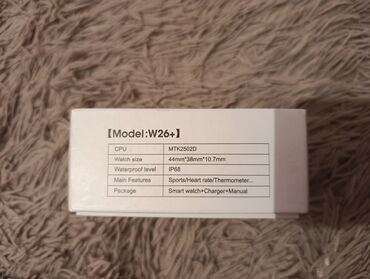 【Model:W26+】
CPU MTK2502D
Watch size 44mm*38mm*10.7mm
Waterproof level IP68
Main Features Sports/Heart rate/Thermometer...
Package Smart watch+Charger+Manual